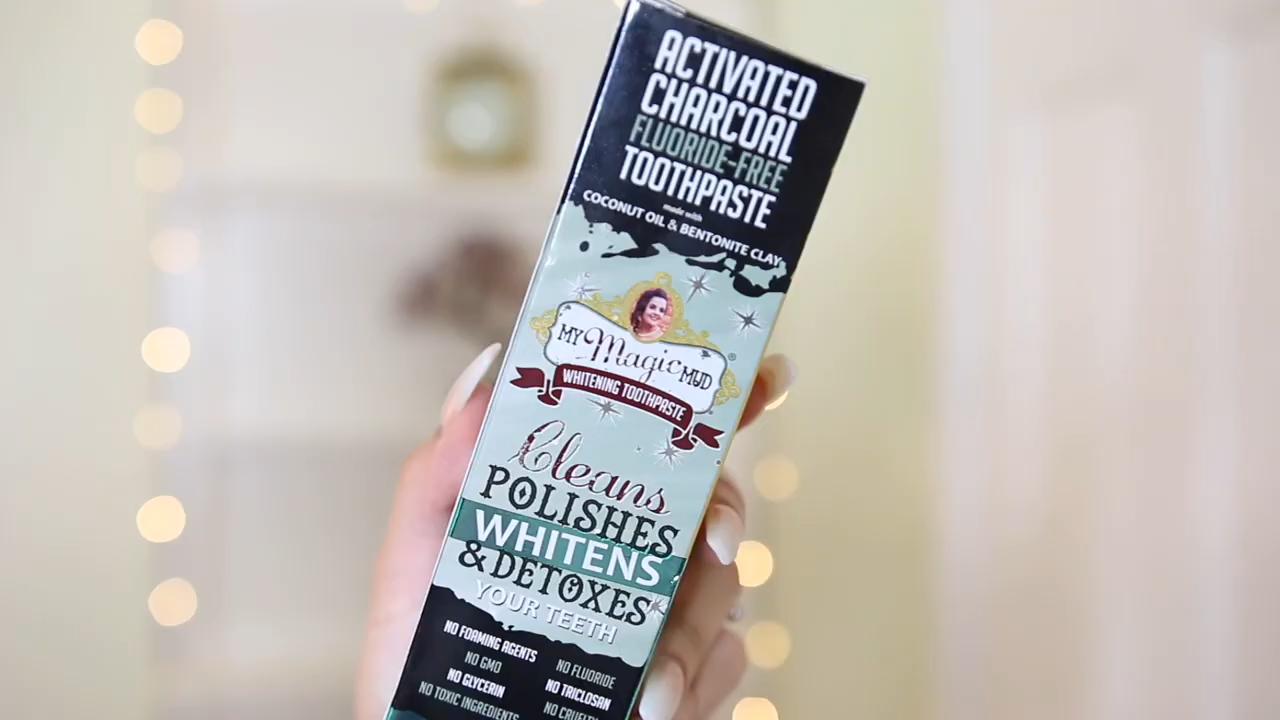 ACTIVATED
CHARCOAL
FLUORIDE-FREE
TOOTHPASTE
made with
COCONUT OIL & BENTONITE CLAY
MY Magic MUD
®
WHITENING TOOTHPASTE
Cleans
POLISHES
WHITENS
& DETOXES
YOUR TEETH
NO FOAMING AGENTS
NO GMO
NO GLYCERIN
NO TOXIC INGREDIENTS
NO FLUORIDE
NO TRICLOSAN
NO